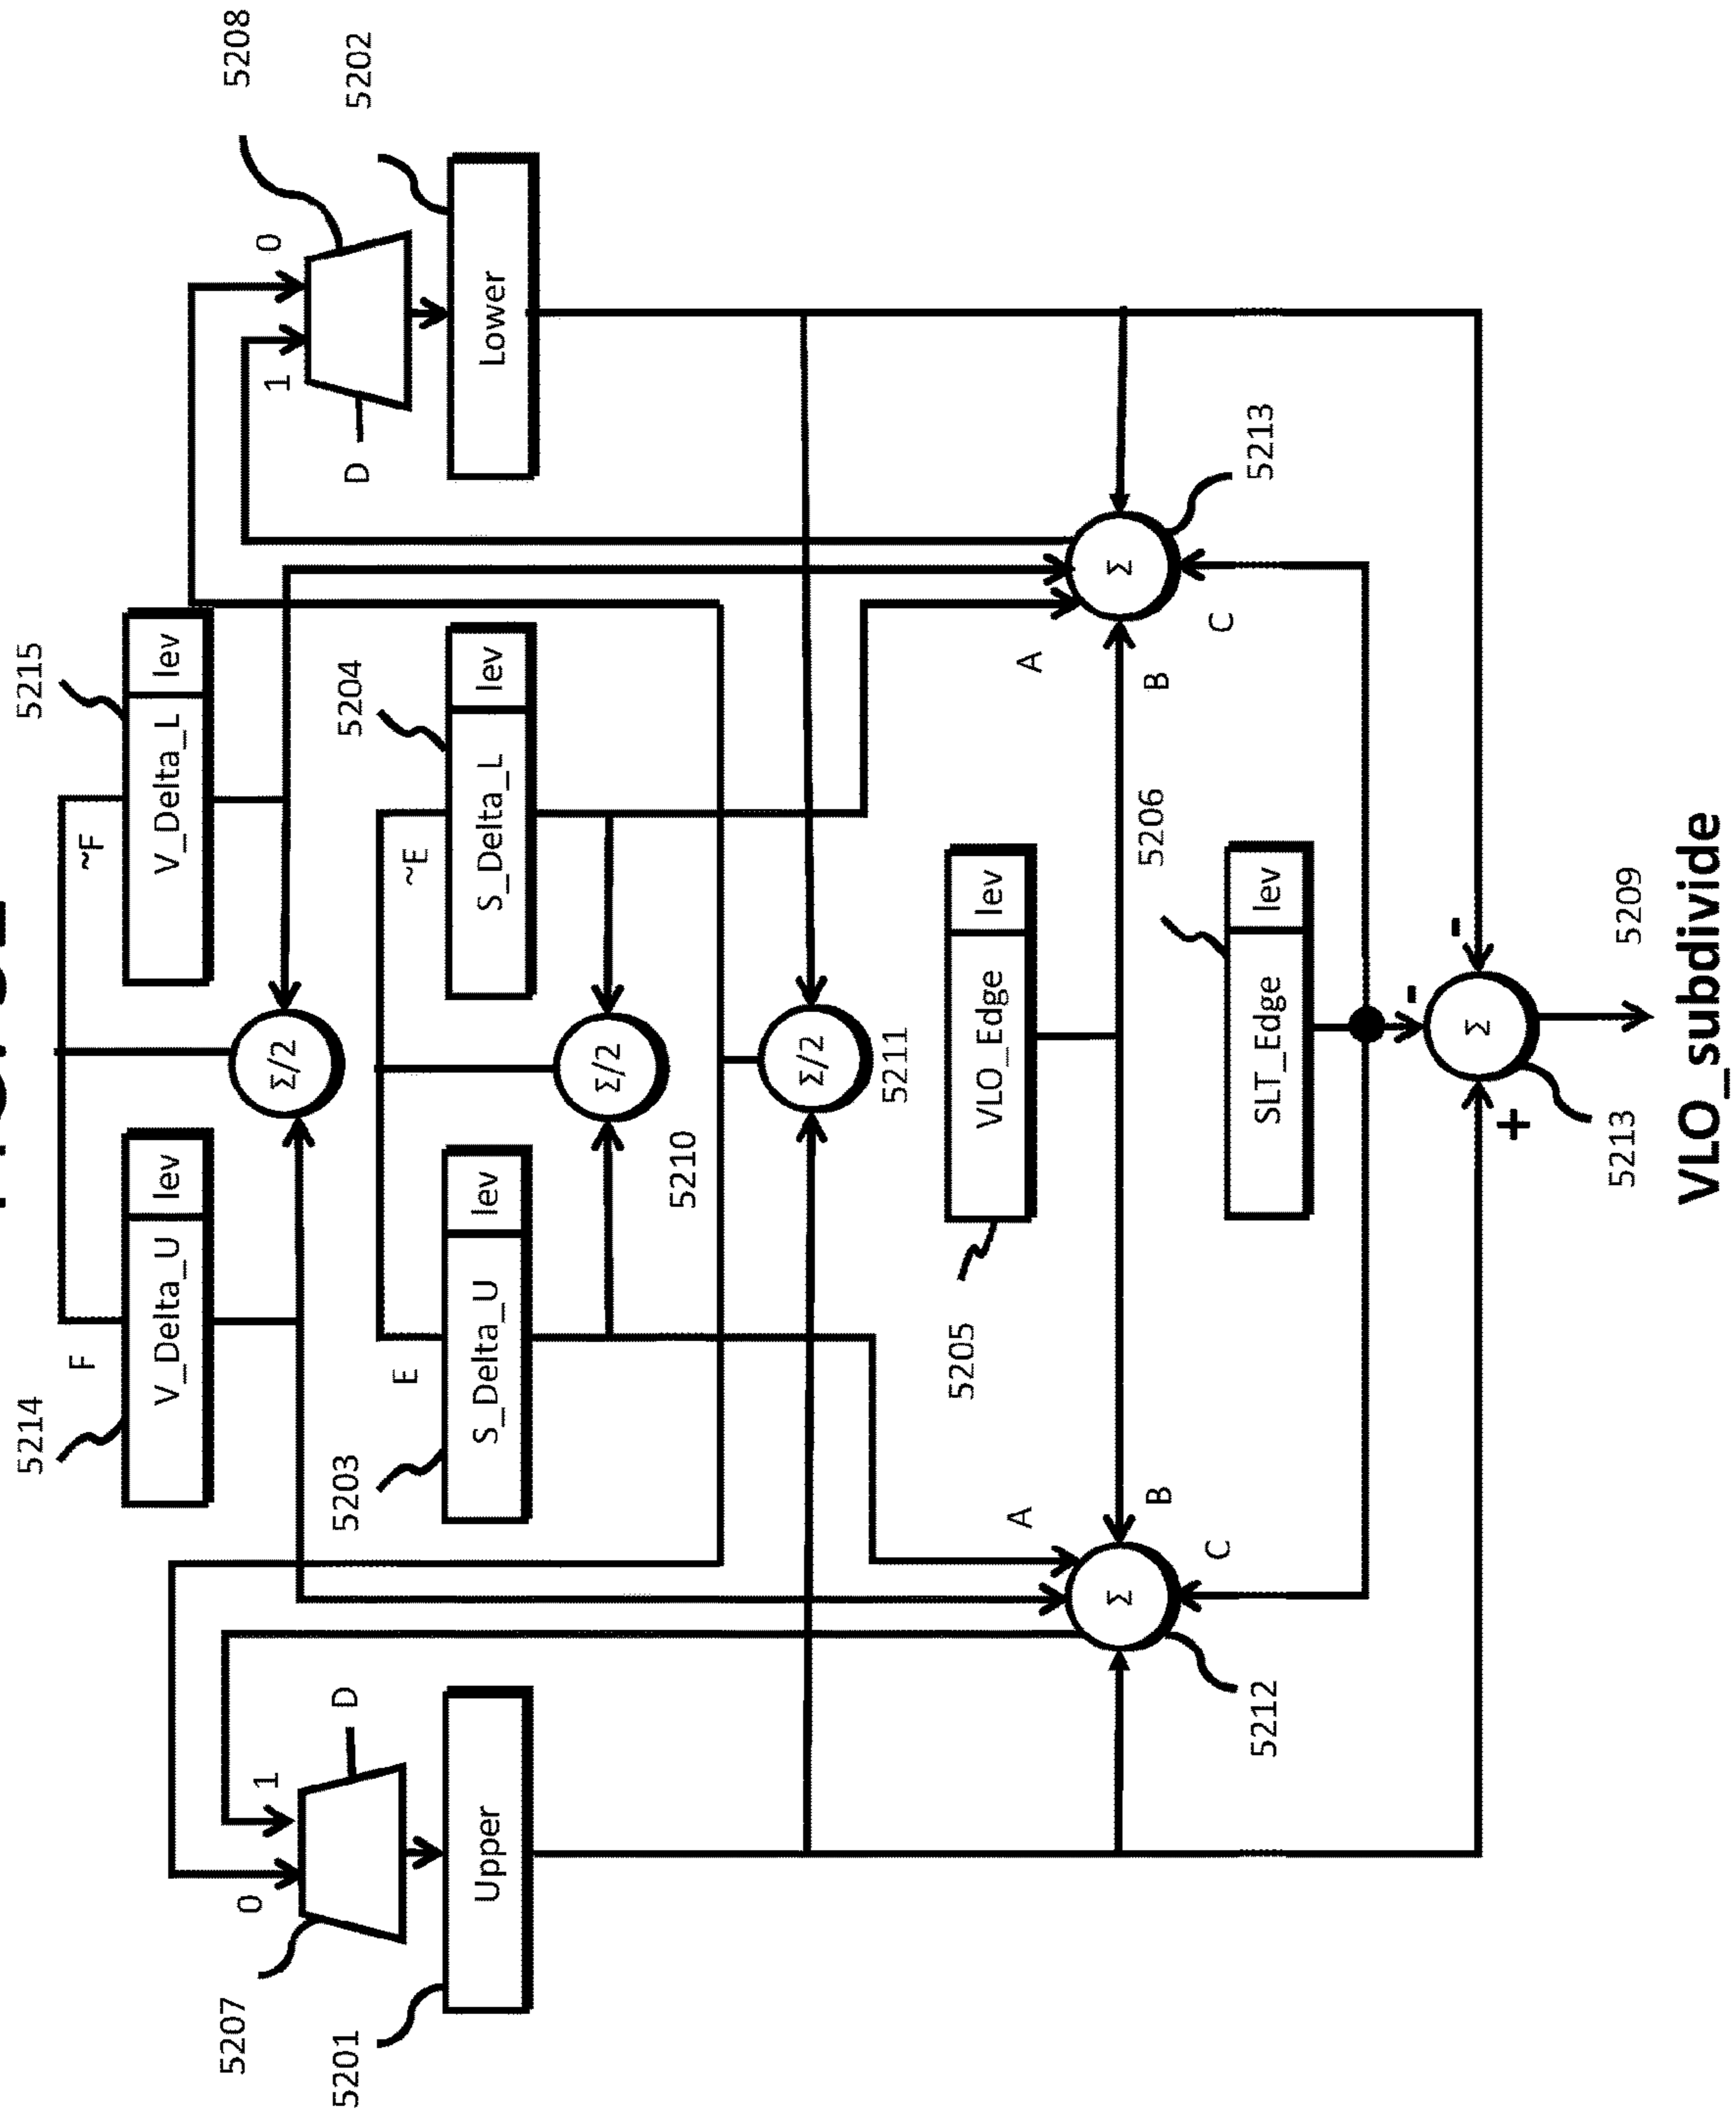 5214
5215
F
~F
V_Delta_U
lev
V_Delta_L
lev
5207
0
1
5208
1
0
Σ/2
5201
D
5203
5204
D
5202
E
~E
Upper
S_Delta_U
lev
S_Delta_L
lev
Lower
Σ/2
5210
Σ/2
5211
5205
VLO_Edge
lev
A
A
Σ
B
Σ
B
5206
C
C
5212
SLT_Edge
lev
5213
-
-
Σ
+
5213
5209
VLO_subdivide